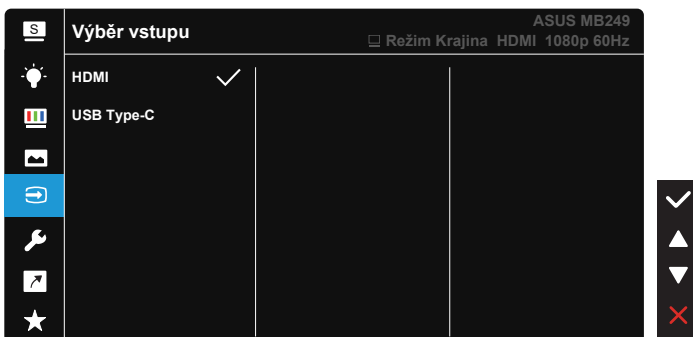 S
Výběr vstupu
ASUS MB249
Režim Krajina HDMI 1080p 60Hz
HDMI
USB Type-C